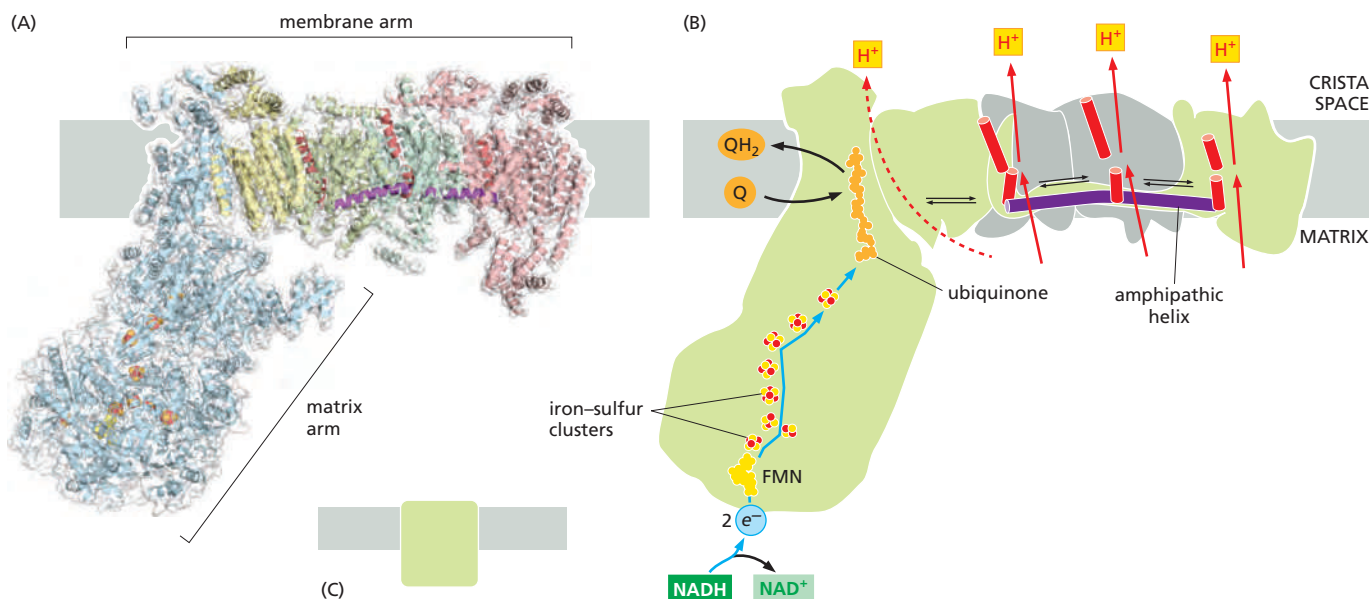 (A)
membrane arm
matrix
arm
(C)
(B)
H+
H+
H+
H+
CRISTA
SPACE
QH2
Q
MATRIX
ubiquinone
amphipathic
helix
iron–sulfur
clusters
FMN
2 e–
NADH
NAD+